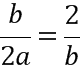 b/2a = 2/b